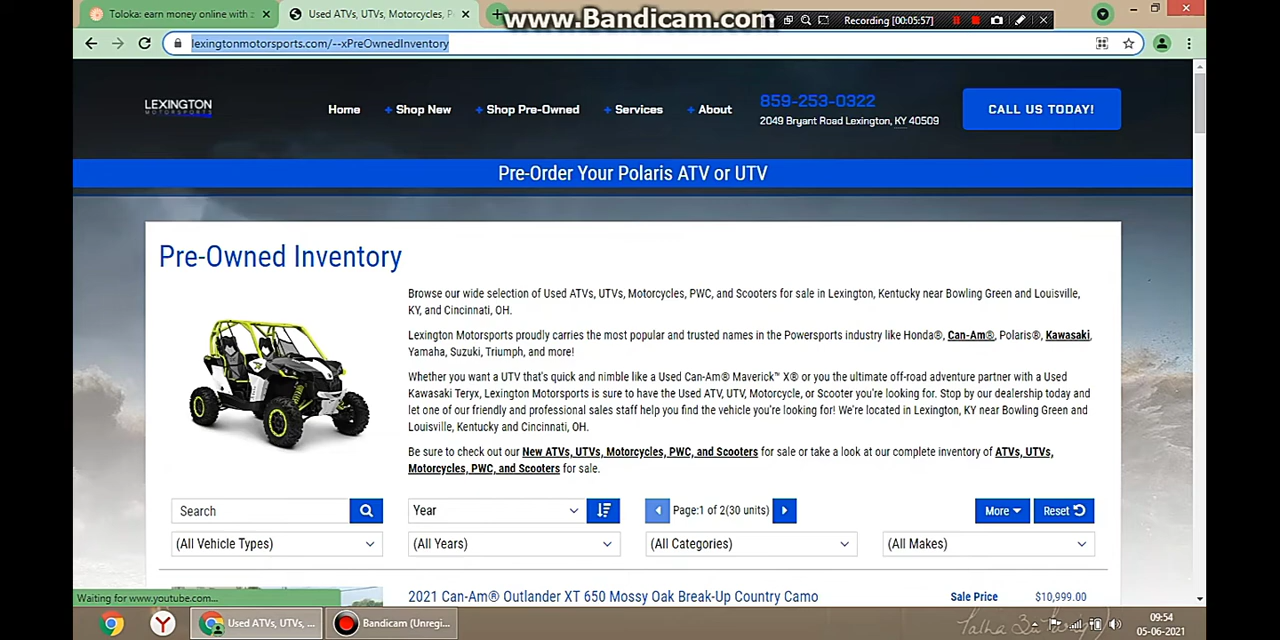 Toloka: earn money online with
Used ATVs, UTVs, Motorcycles, P
www.Bandicam.com
Recording [00:05:57]
lexingtonmotorsports.com/--xPreOwnedInventory
LEXINGTON
MOTORSPORTS
Home
+ Shop New
+ Shop Pre-Owned
+ Services
+ About
859-253-0322
2049 Bryant Road Lexington, KY 40509
CALL US TODAY!
Pre-Order Your Polaris ATV or UTV
Pre-Owned Inventory
Browse our wide selection of Used ATVs, UTVs, Motorcycles, PWC, and Scooters for sale in Lexington, Kentucky near Bowling Green and Louisville,
KY, and Cincinnati, OH.
Lexington Motorsports proudly carries the most popular and trusted names in the Powersports industry like Honda®, Can-Am®, Polaris®, Kawasaki,
Yamaha, Suzuki, Triumph, and more!
Whether you want a UTV that's quick and nimble like a Used Can-Am® Maverick™ X® or you the ultimate off-road adventure partner with a Used
Kawasaki Teryx, Lexington Motorsports is sure to have the Used ATV, UTV, Motorcycle, or Scooter you're looking for. Stop by our dealership today and
let one of our friendly and professional sales staff help you find the vehicle you're looking for! We're located in Lexington, KY near Bowling Green and
Louisville, Kentucky and Cincinnati, OH.
Be sure to check out our New ATVs, UTVs, Motorcycles, PWC, and Scooters for sale or take a look at our complete inventory of ATVs, UTVs,
Motorcycles, PWC, and Scooters for sale.
Search
Year
Page:1 of 2(30 units)
More
Reset
(All Vehicle Types)
(All Years)
(All Categories)
(All Makes)
2021 Can-Am® Outlander XT 650 Mossy Oak Break-Up Country Camo
Sale Price
$10,999.00
Waiting for www.youtube.com...
Used ATVs, UTVs, ...
Bandicam (Unregi...
09:54
05-06-2021